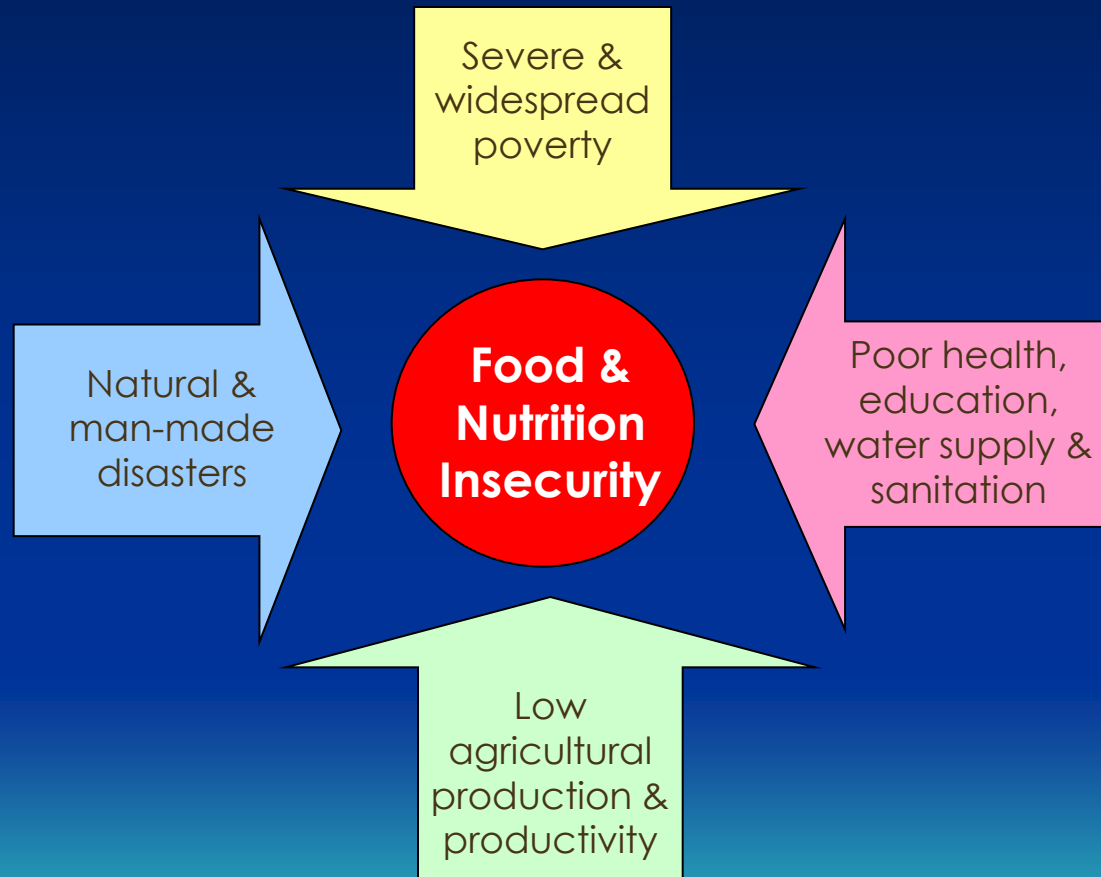 Severe &
widespread
poverty
Natural &
man-made
disasters
Food &
Nutrition
Insecurity
Poor health,
education,
water supply &
sanitation
Low
agricultural
production &
productivity